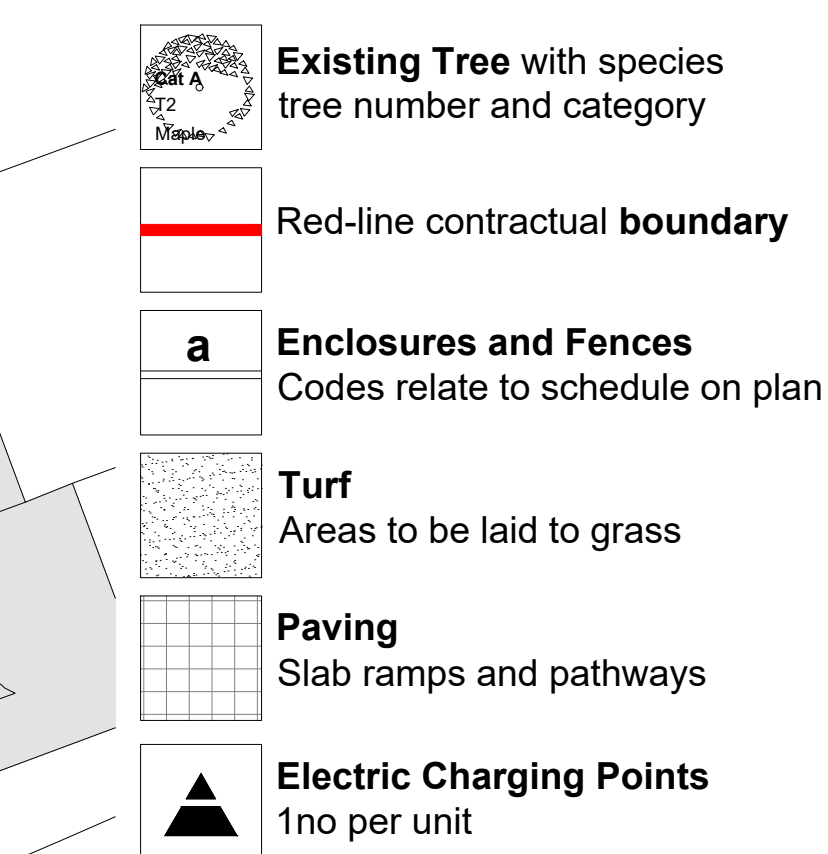 Cat A
T2
Maple
Existing Tree with species
tree number and category
Red-line contractual boundary
a
Enclosures and Fences
Codes relate to schedule on plan
Turf
Areas to be laid to grass
Paving
Slab ramps and pathways
Electric Charging Points
1no per unit